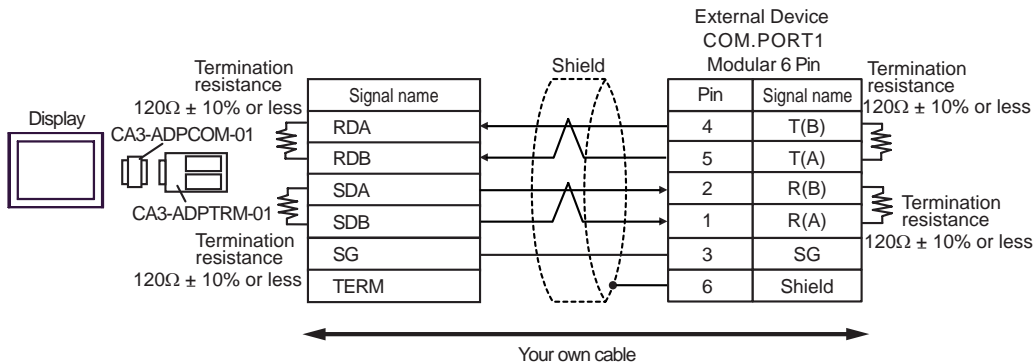 External Device
COM.PORT1
Modular 6 Pin
Termination
resistance
120Ω ± 10% or less
Shield
Termination
resistance
120Ω ± 10% or less
Display
CA3-ADPCOM-01
CA3-ADPTRM-01
Signal name
Pin Signal name
RDA 4 T(B)
RDB 5 T(A)
SDA 2 R(B)
SDB 1 R(A)
SG 3 SG
TERM 6 Shield
Termination
resistance
120Ω ± 10% or less
Termination
resistance
120Ω ± 10% or less
Your own cable